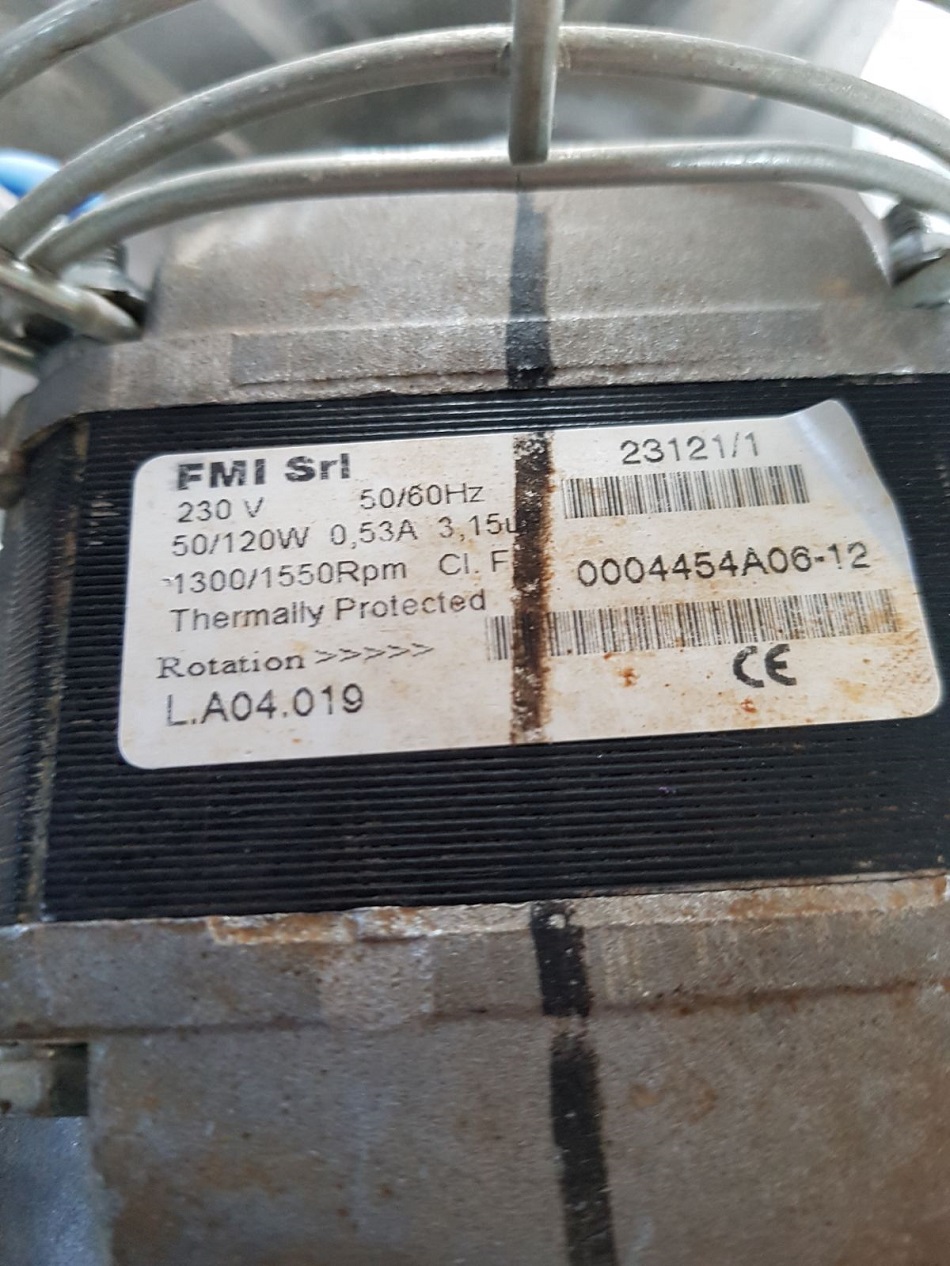 FMI Srl
230 V 50/60Hz
50/120W 0,53A 3,15u
1300/1550Rpm Cl. F
Thermally Protected
Rotation >>>>>
L.A04.019
23121/1
0004454A06-12
CE